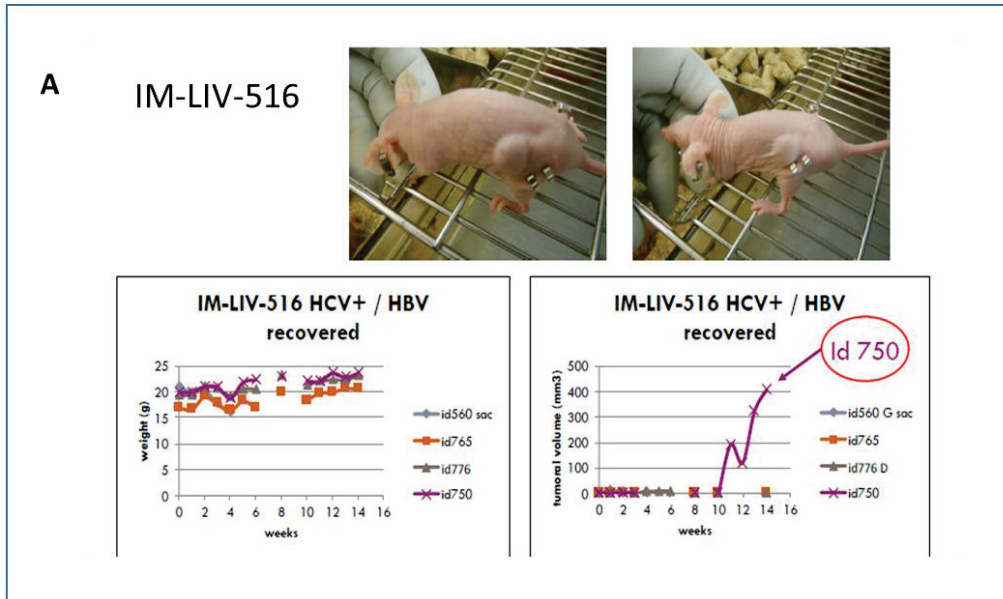 A
IM-LIV-516
IM-LIV-516 HCV+ / HBV
recovered
weight (g)
25
20
15
10
5
0
0 2 4 6 8 10 12 14 16
weeks
id560 sac
id765
id776
id750
IM-LIV-516 HCV+ / HBV
recovered
Id 750
tumoral volume (mm3)
500
400
300
200
100
0
0 2 4 6 8 10 12 14 16
weeks
id560 G sac
id765
id776 D
id750